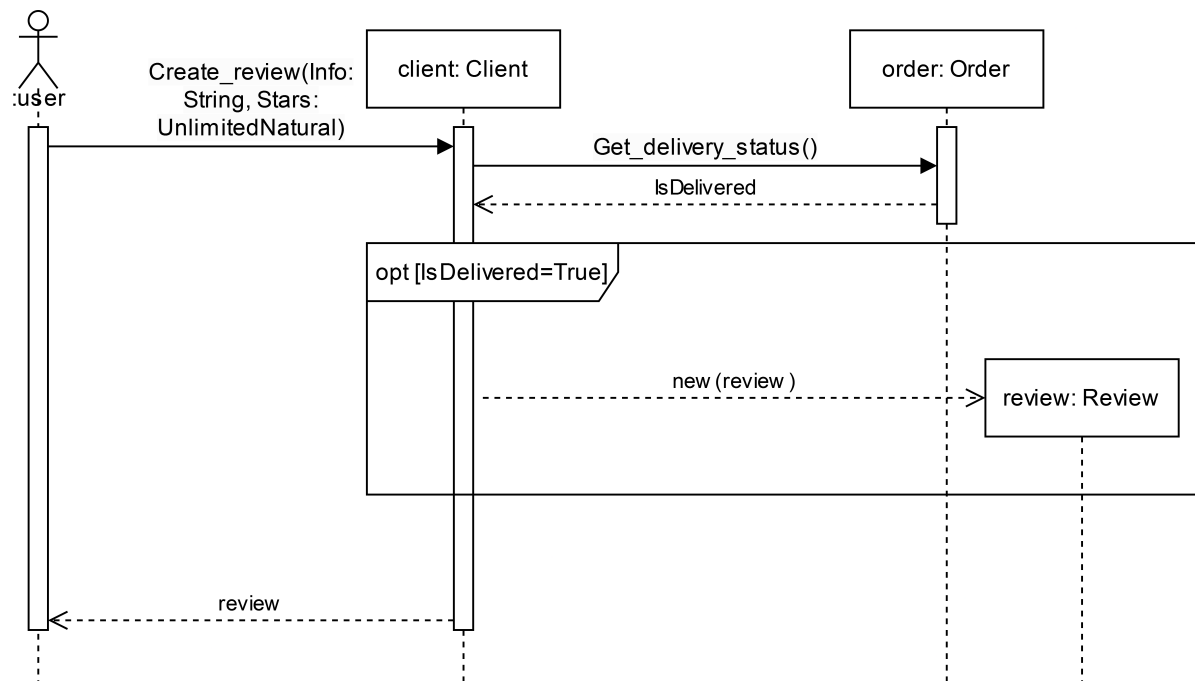 :user
client: Client
order: Order
Create_review(Info:
String, Stars:
UnlimitedNatural)
Get_delivery_status()
IsDelivered
opt [IsDelivered=True]
new (review )
review: Review
review